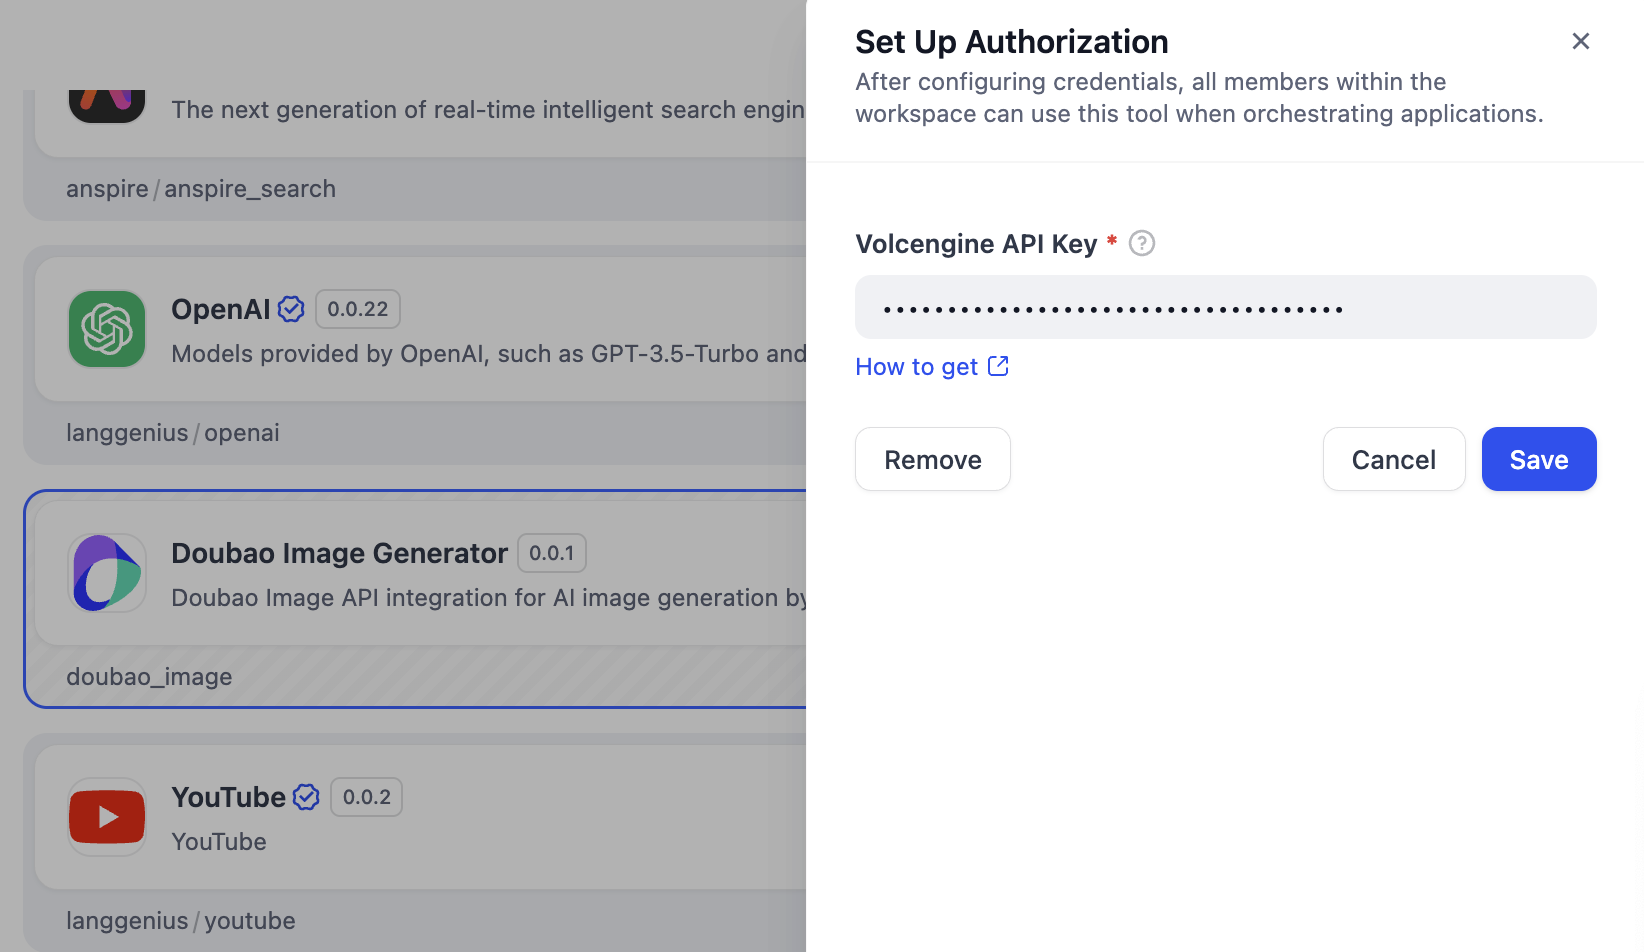 The next generation of real-time intelligent search engin
anspire / anspire_search
OpenAI 0.0.22
Models provided by OpenAI, such as GPT-3.5-Turbo and
langgenius / openai
Doubao Image Generator 0.0.1
Doubao Image API integration for AI image generation by
doubao_image
YouTube 0.0.2
YouTube
langgenius / youtube
Set Up Authorization
After configuring credentials, all members within the
workspace can use this tool when orchestrating applications.
Volcengine API Key *
••••••••••••••••••••••••••••••••••••
How to get
Remove
Cancel
Save